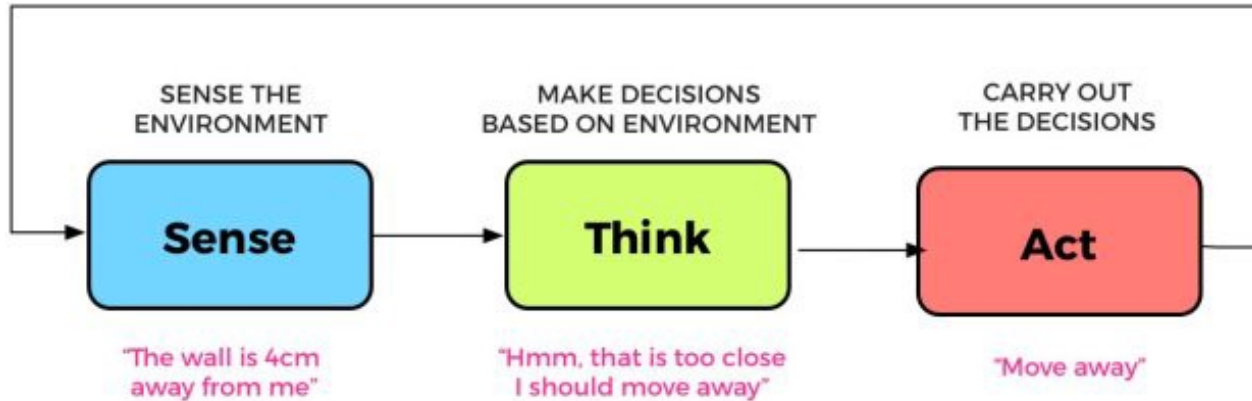 SENSE THE
ENVIRONMENT
Sense
"The wall is 4cm
away from me"
MAKE DECISIONS
BASED ON ENVIRONMENT
Think
"Hmm, that is too close
I should move away"
CARRY OUT
THE DECISIONS
Act
"Move away"